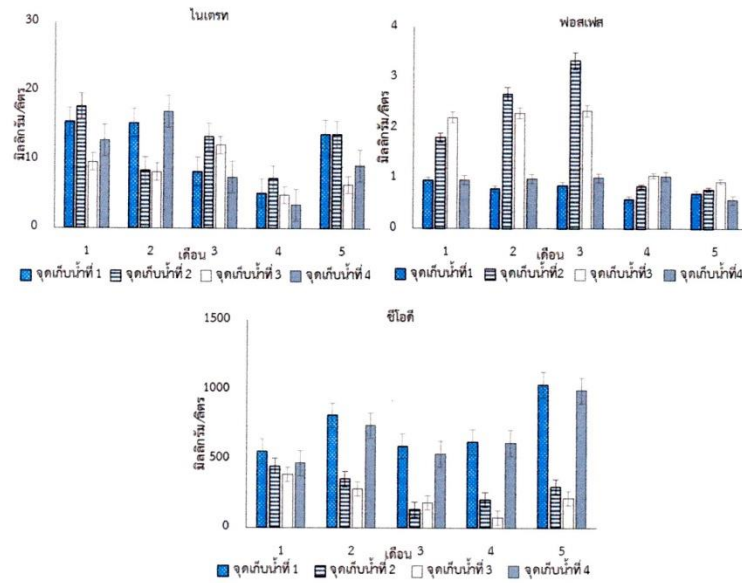 ไนเตรท
30
20
10
0
มิลลิกรัม/ลิตร
1 2 3 4 5
เดือน
จุดเก็บน้ำที่ 1 จุดเก็บน้ำที่ 2 จุดเก็บน้ำที่ 3 จุดเก็บน้ำที่ 4
ฟอสเฟส
4
3
2
1
0
มิลลิกรัม/ลิตร
1 2 3 4 5
เดือน
จุดเก็บน้ำที่1 จุดเก็บน้ำที่2 จุดเก็บน้ำที่3 จุดเก็บน้ำที่4
ซีโอดี
1500
1000
500
0
มิลลิกรัม/ลิตร
1 2 3 4 5
เดือน
จุดเก็บน้ำที่ 1 จุดเก็บน้ำที่ 2 จุดเก็บน้ำที่ 3 จุดเก็บน้ำที่ 4